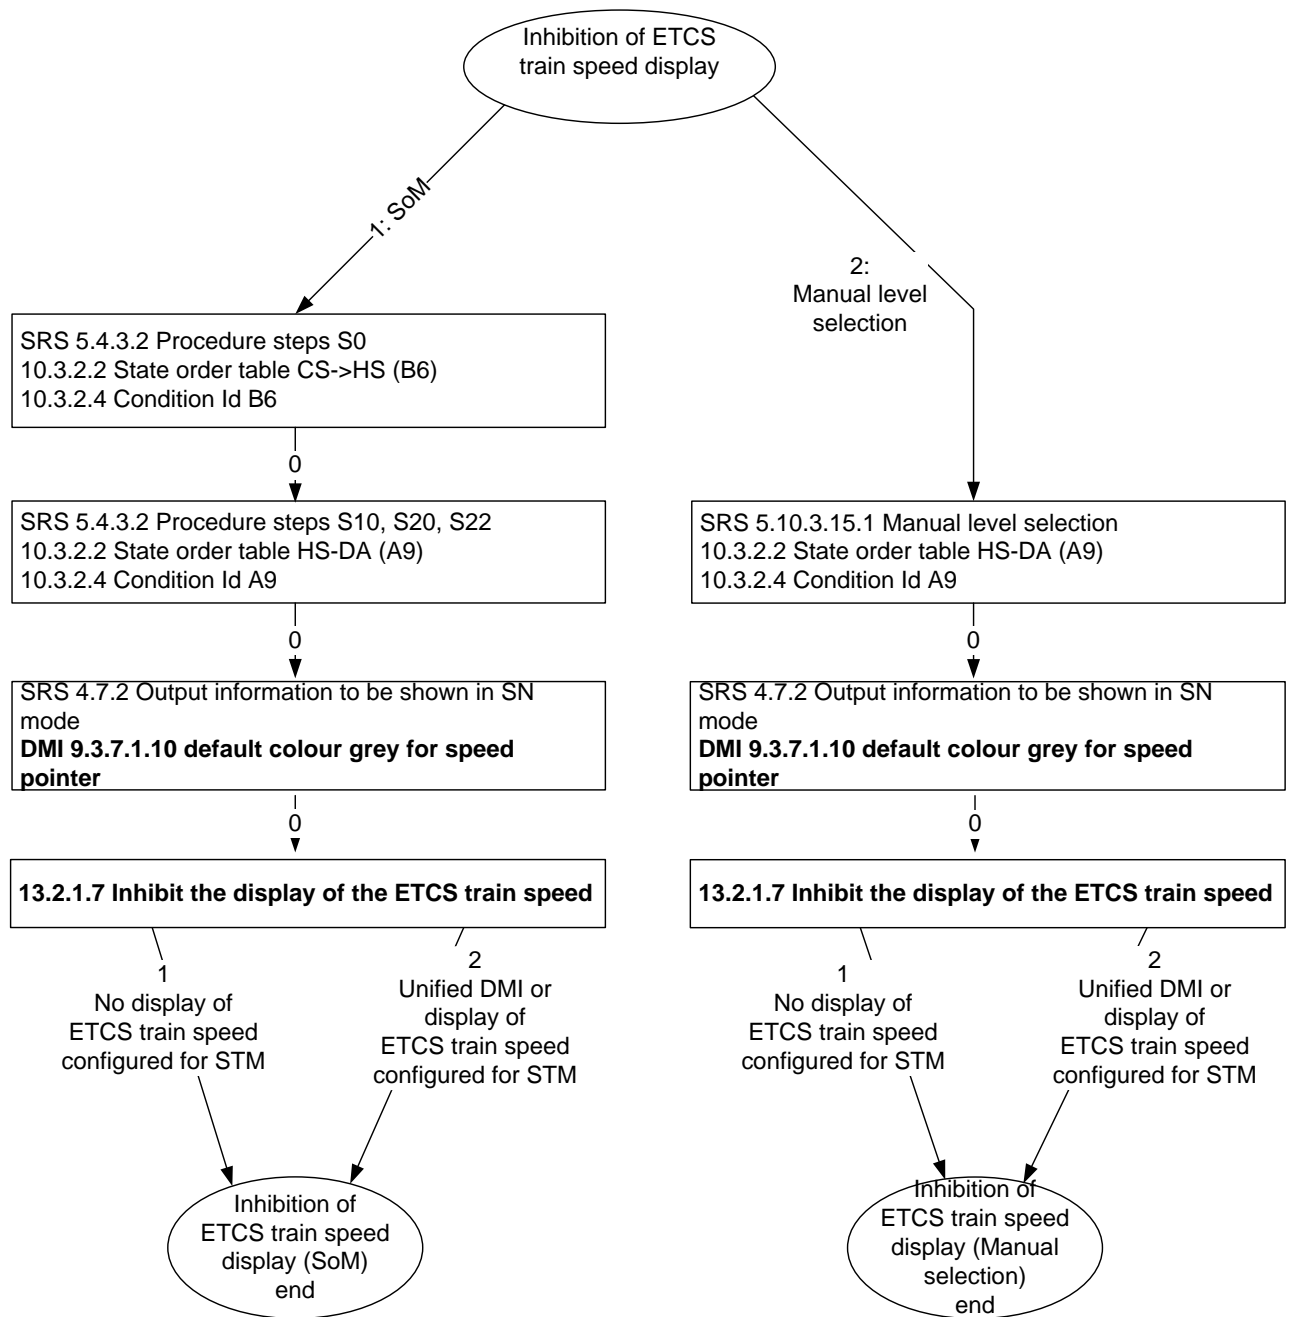 Inhibition of ETCS
train speed display
1: SoM
2:
Manual level
selection
SRS 5.4.3.2 Procedure steps S0
10.3.2.2 State order table CS->HS (B6)
10.3.2.4 Condition Id B6
0
SRS 5.4.3.2 Procedure steps S10, S20, S22
10.3.2.2 State order table HS-DA (A9)
10.3.2.4 Condition Id A9
SRS 5.10.3.15.1 Manual level selection
10.3.2.2 State order table HS-DA (A9)
10.3.2.4 Condition Id A9
0
0
SRS 4.7.2 Output information to be shown in SN
mode
DMI 9.3.7.1.10 default colour grey for speed
pointer
SRS 4.7.2 Output information to be shown in SN
mode
DMI 9.3.7.1.10 default colour grey for speed
pointer
0
0
13.2.1.7 Inhibit the display of the ETCS train speed
13.2.1.7 Inhibit the display of the ETCS train speed
1
No display of
ETCS train speed
configured for STM
2
Unified DMI or
display of
ETCS train speed
configured for STM
1
No display of
ETCS train speed
configured for STM
2
Unified DMI or
display of
ETCS train speed
configured for STM
Inhibition of
ETCS train speed
display (SoM)
end
Inhibition of
ETCS train speed
display (Manual
selection)
end